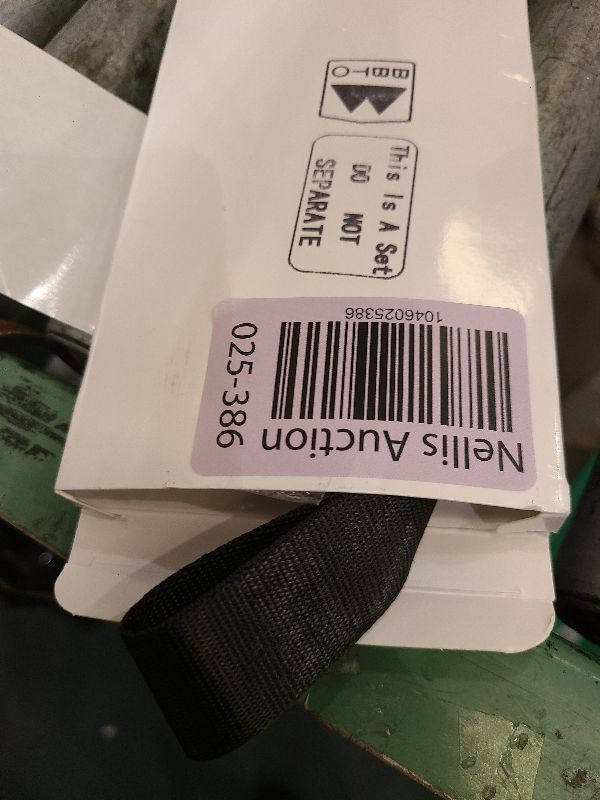 BBTO
This Is A Set
DO NOT
SEPARATE
1046025386
Nellis Auction
025-386